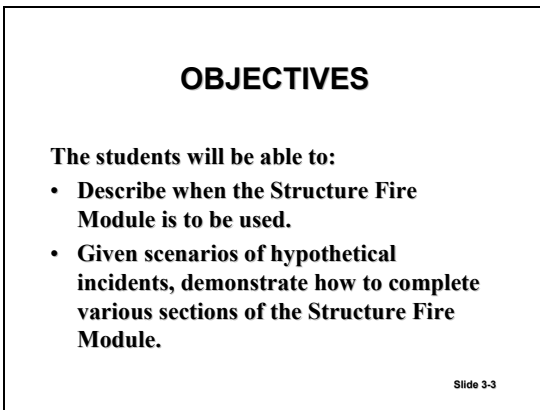 OBJECTIVES
The students will be able to:
• Describe when the Structure Fire
Module is to be used.
• Given scenarios of hypothetical
incidents, demonstrate how to complete
various sections of the Structure Fire
Module.
Slide 3-3